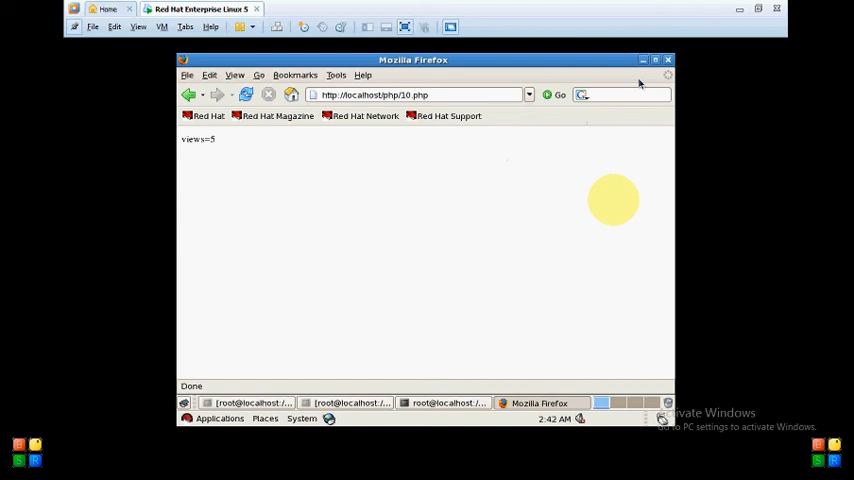 Home
Red Hat Enterprise Linux 5
File Edit View VM Tabs Help
Mozilla Firefox
File Edit View Go Bookmarks Tools Help
http://localhost/php/10.php
Go
Red Hat Red Hat Magazine Red Hat Network Red Hat Support
views=5
Done
[root@localhost:/... [root@localhost:/... root@localhost:/... Mozilla Firefox
Applications Places System
2:42 AM
Activate Windows
Go to PC settings to activate Windows.